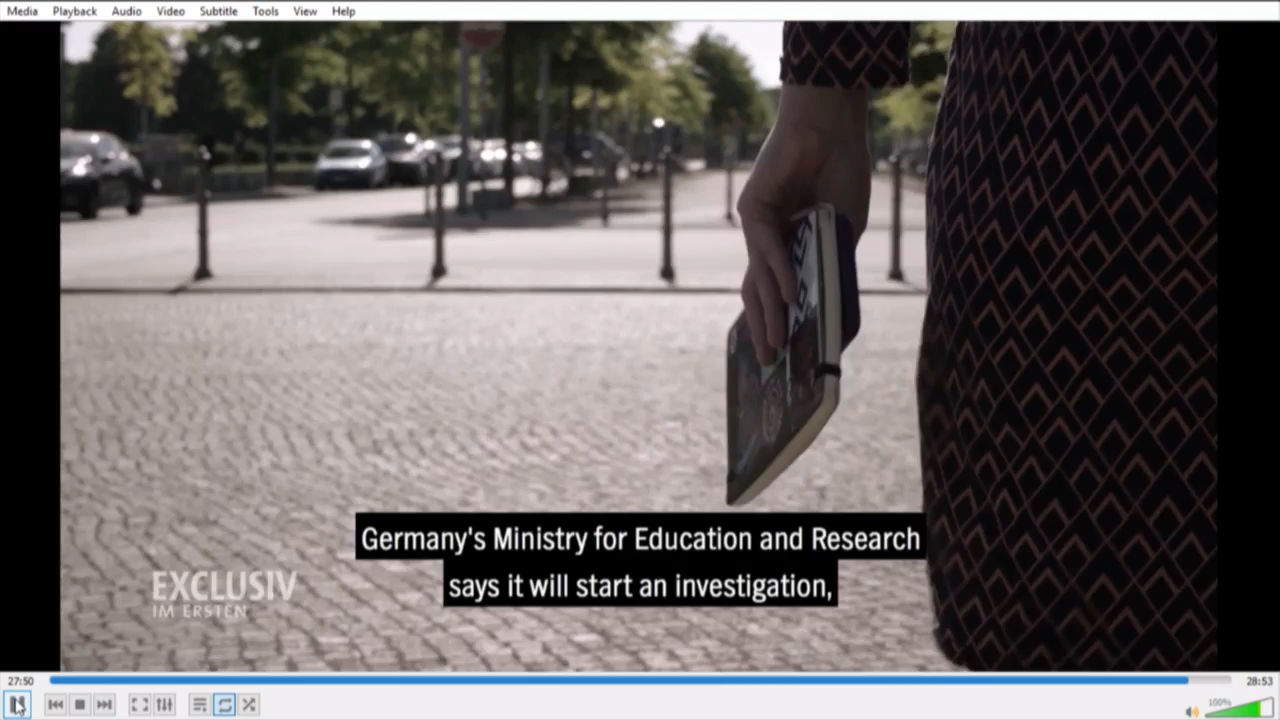 Media Playback Audio Video Subtitle Tools View Help
Germany's Ministry for Education and Research
says it will start an investigation,
EXCLUSIV
IM ERSTEN
27:50
28:53
100%